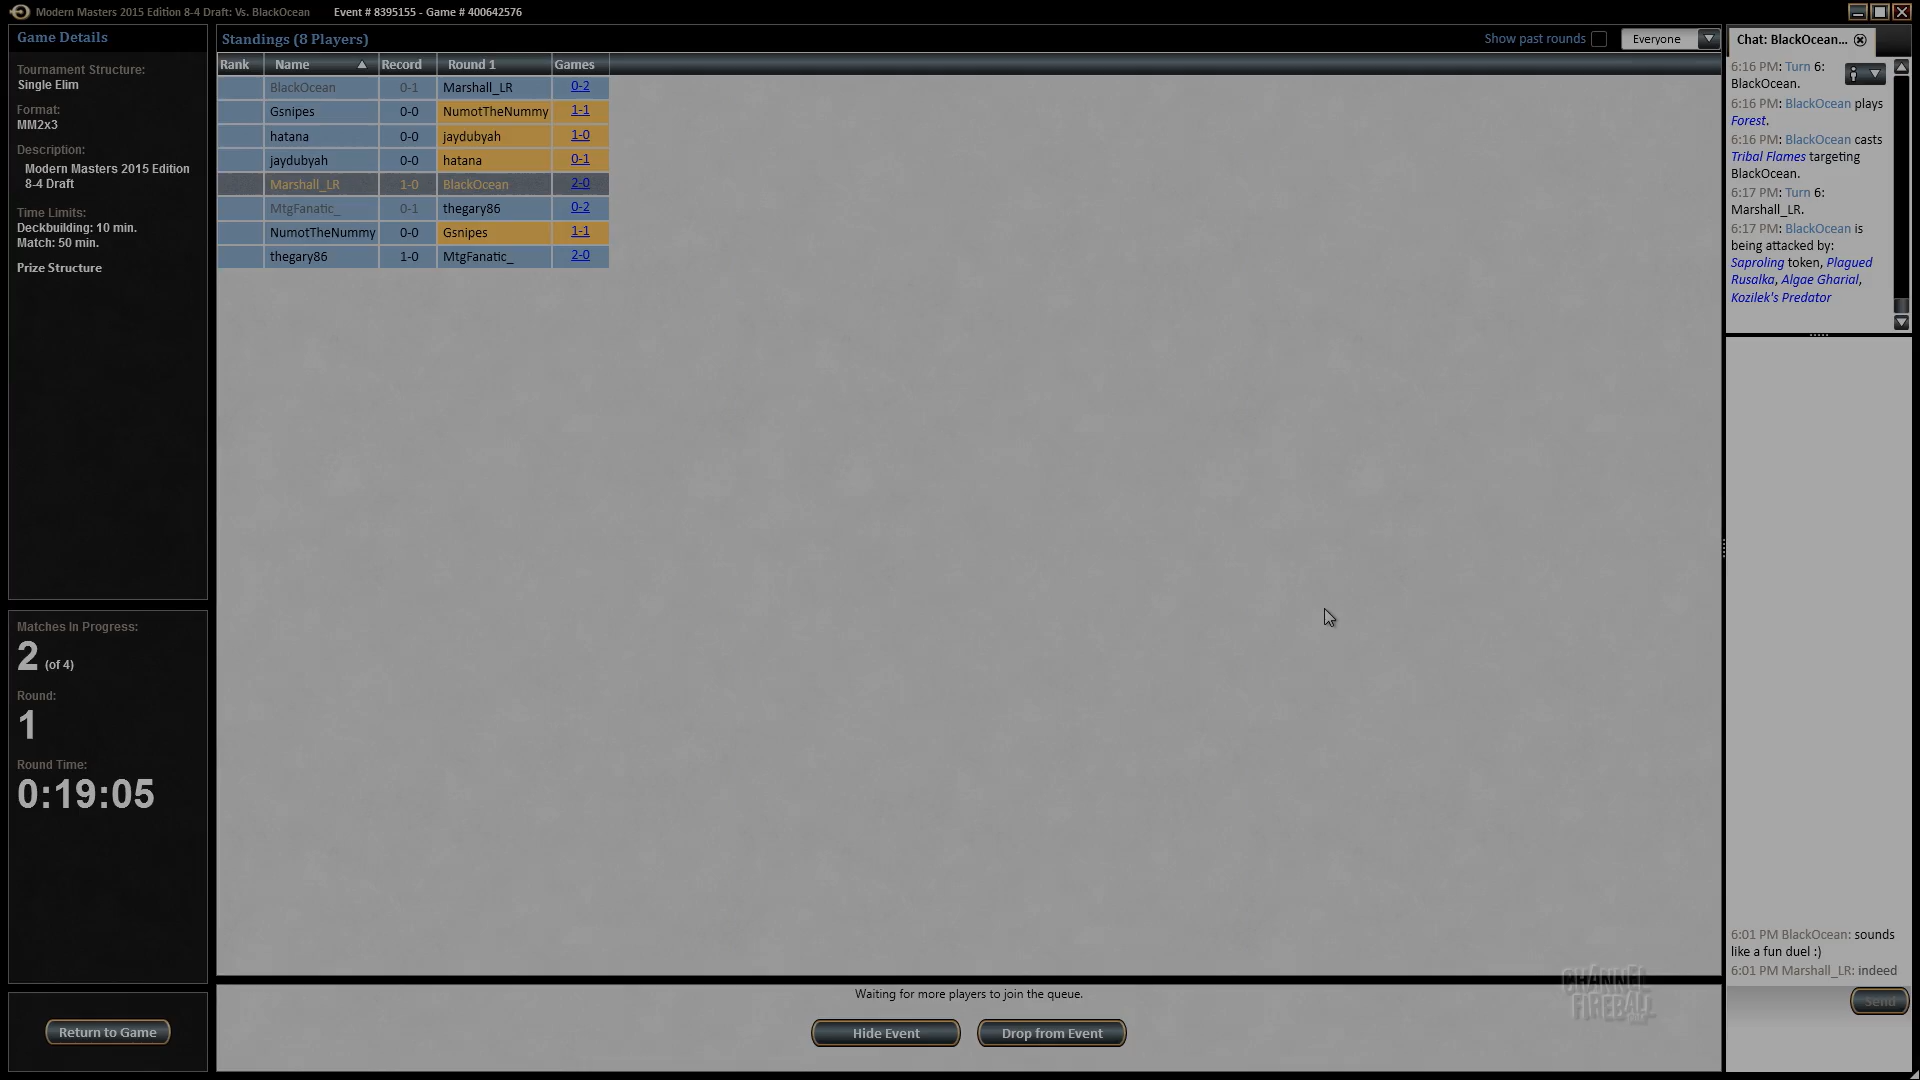 Modern Masters 2015 Edition 8-4 Draft: Vs. BlackOcean Event # 8395155 - Game # 400642576
Game Details
Tournament Structure:
Single Elim
Format:
MM2x3
Description:
Modern Masters 2015 Edition
8-4 Draft
Time Limits:
Deckbuilding: 10 min.
Match: 50 min.
Prize Structure
Matches In Progress:
2 (of 4)
Round:
1
Round Time:
0:19:05
Return to Game
Standings (8 Players)
Show past rounds Everyone
Rank Name Record Round 1 Games
BlackOcean 0-1 Marshall_LR 0-2
Gsnipes 0-0 NumotTheNummy 1-1
hatana 0-0 jaydubyah 1-0
jaydubyah 0-0 hatana 0-1
Marshall_LR 1-0 BlackOcean 2-0
MtgFanatic_ 0-1 thegary86 0-2
NumotTheNummy 0-0 Gsnipes 1-1
thegary86 1-0 MtgFanatic_ 2-0
Waiting for more players to join the queue.
Hide Event Drop from Event
CHANNEL
FIREBALL
Chat: BlackOcean...
6:16 PM: Turn 6:
BlackOcean.
6:16 PM: BlackOcean plays
Forest.
6:16 PM: BlackOcean casts
Tribal Flames targeting
BlackOcean.
6:17 PM: Turn 6:
Marshall_LR.
6:17 PM: BlackOcean is
being attacked by:
Saproling token, Plagued
Rusalka, Algae Gharial,
Kozilek's Predator
6:01 PM BlackOcean: sounds
like a fun duel :)
6:01 PM Marshall_LR: indeed
Send